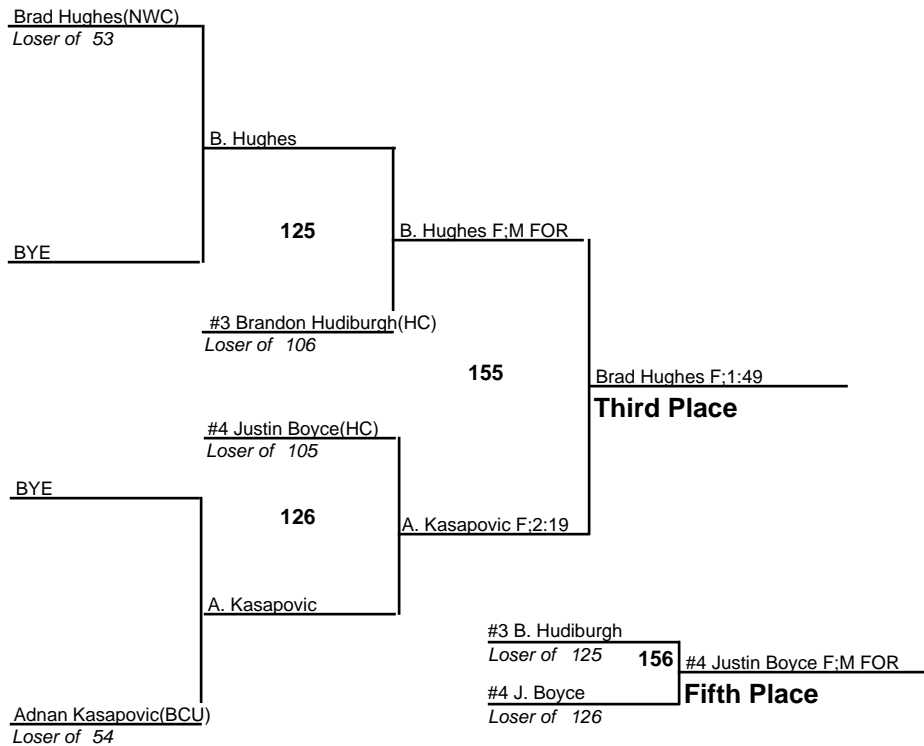 Brad Hughes(NWC)
Loser of 53
B. Hughes
125
B. Hughes F;M FOR
BYE
#3 Brandon Hudiburgh(HC)
Loser of 106
155
Brad Hughes F;1:49
Third Place
#4 Justin Boyce(HC)
Loser of 105
BYE
126
A. Kasapovic F;2:19
A. Kasapovic
#3 B. Hudiburgh
Loser of 125
156
#4 Justin Boyce F;M FOR
Fifth Place
#4 J. Boyce
Loser of 126
Adnan Kasapovic(BCU)
Loser of 54